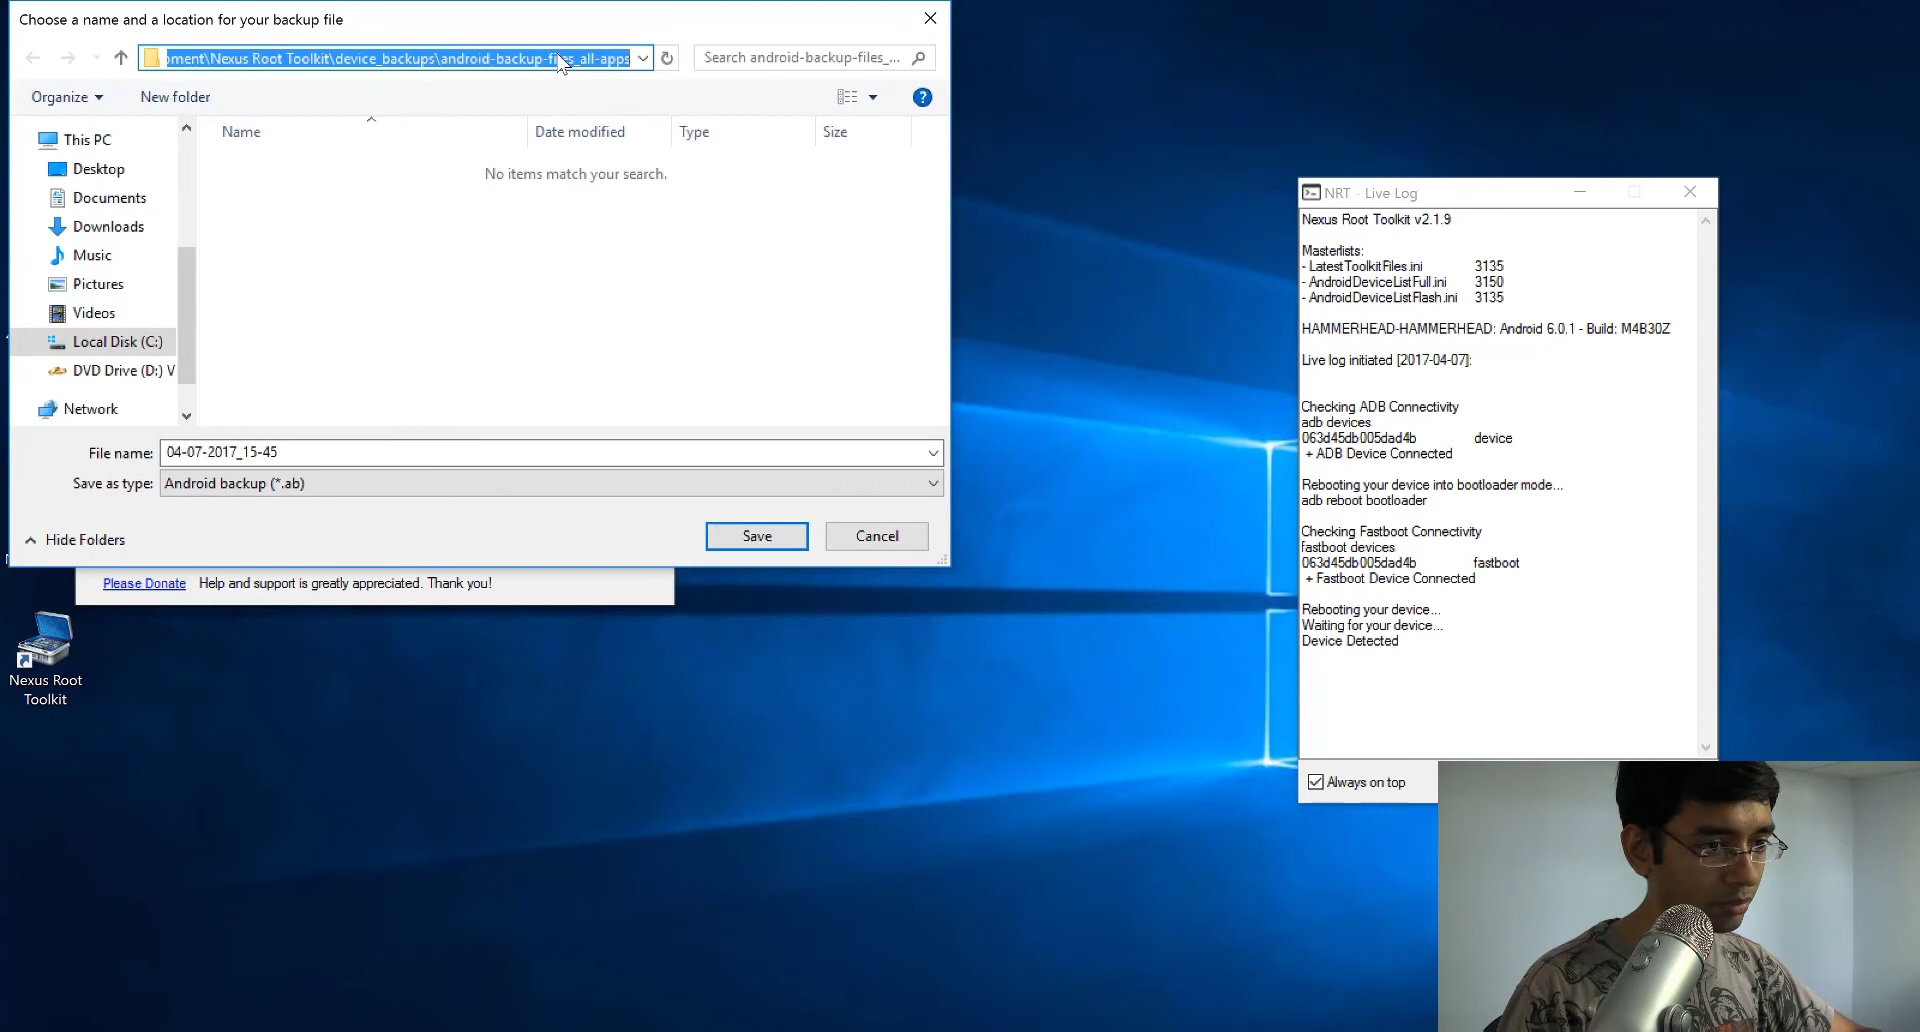 Choose a name and a location for your backup file
oment\Nexus Root Toolkit\device_backups\android-backup-files_all-apps
Search android-backup-files_...
Organize
New folder
This PC
Desktop
Documents
Downloads
Music
Pictures
Videos
Local Disk (C:)
DVD Drive (D:) V
Network
Name
Date modified
Type
Size
No items match your search.
File name:
04-07-2017_15-45
Save as type:
Android backup (*.ab)
Hide Folders
Save
Cancel
Please Donate Help and support is greatly appreciated. Thank you!
Nexus Root
Toolkit
NRT - Live Log
Nexus Root Toolkit v2.1.9
Masterlists:
- LatestToolkitFiles.ini 3135
- AndroidDeviceListFull.ini 3150
- AndroidDeviceListFlash.ini 3135
HAMMERHEAD-HAMMERHEAD: Android 6.0.1 - Build: M4B30Z
Live log initiated [2017-04-07]:
Checking ADB Connectivity
adb devices
063d45db005dad4b device
+ ADB Device Connected
Rebooting your device into bootloader mode...
adb reboot bootloader
Checking Fastboot Connectivity
fastboot devices
063d45db005dad4b fastboot
+ Fastboot Device Connected
Rebooting your device...
Waiting for your device...
Device Detected
Always on top